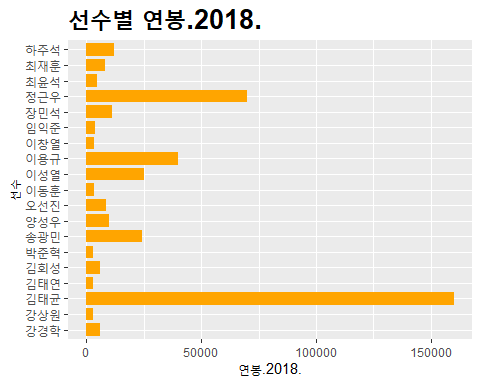 선수별 연봉.2018.
하주석
최재훈
최윤석
정근우
장민석
임익준
이창열
이용규
이성열
이동훈
오선진
양성우
송광민
박준혁
김회성
김태연
김태균
강상원
강경학
선수
0 50000 100000 150000
연봉.2018.